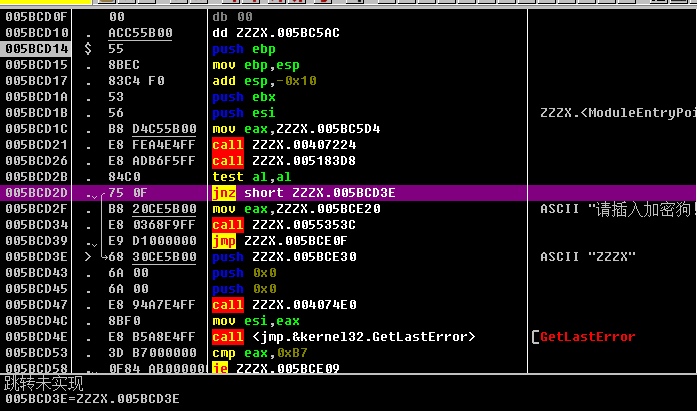 005BCD0F 00 db 00
005BCD10 . ACC55B00 dd ZZZX.005BC5AC
005BCD14 $ 55 push ebp
005BCD15 . 8BEC mov ebp,esp
005BCD17 . 83C4 F0 add esp,-0x10
005BCD1A . 53 push ebx
005BCD1B . 56 push esi ZZZX.<ModuleEntryPoi
005BCD1C . B8 D4C55B00 mov eax,ZZZX.005BC5D4
005BCD21 . E8 FEA4E4FF call ZZZX.00407224
005BCD26 . E8 ADB6F5FF call ZZZX.005183D8
005BCD2B . 84C0 test al,al
005BCD2D . 75 0F jnz short ZZZX.005BCD3E
005BCD2F . B8 20CE5B00 mov eax,ZZZX.005BCE20 ASCII "请插入加密狗!
005BCD34 . E8 0368F9FF call ZZZX.0055353C
005BCD39 . E9 D1000000 jmp ZZZX.005BCE0F
005BCD3E > 68 30CE5B00 push ZZZX.005BCE30 ASCII "ZZZX"
005BCD43 . 6A 00 push 0x0
005BCD45 . 6A 00 push 0x0
005BCD47 . E8 94A7E4FF call ZZZX.004074E0
005BCD4C . 8BF0 mov esi,eax
005BCD4E . E8 B5A8E4FF call <jmp.&kernel32.GetLastError> [GetLastError
005BCD53 . 3D B7000000 cmp eax,0xB7
005BCD58 . 0F84 AB000000 je ZZZX.005BCE09
跳转未实现
005BCD3E=ZZZX.005BCD3E